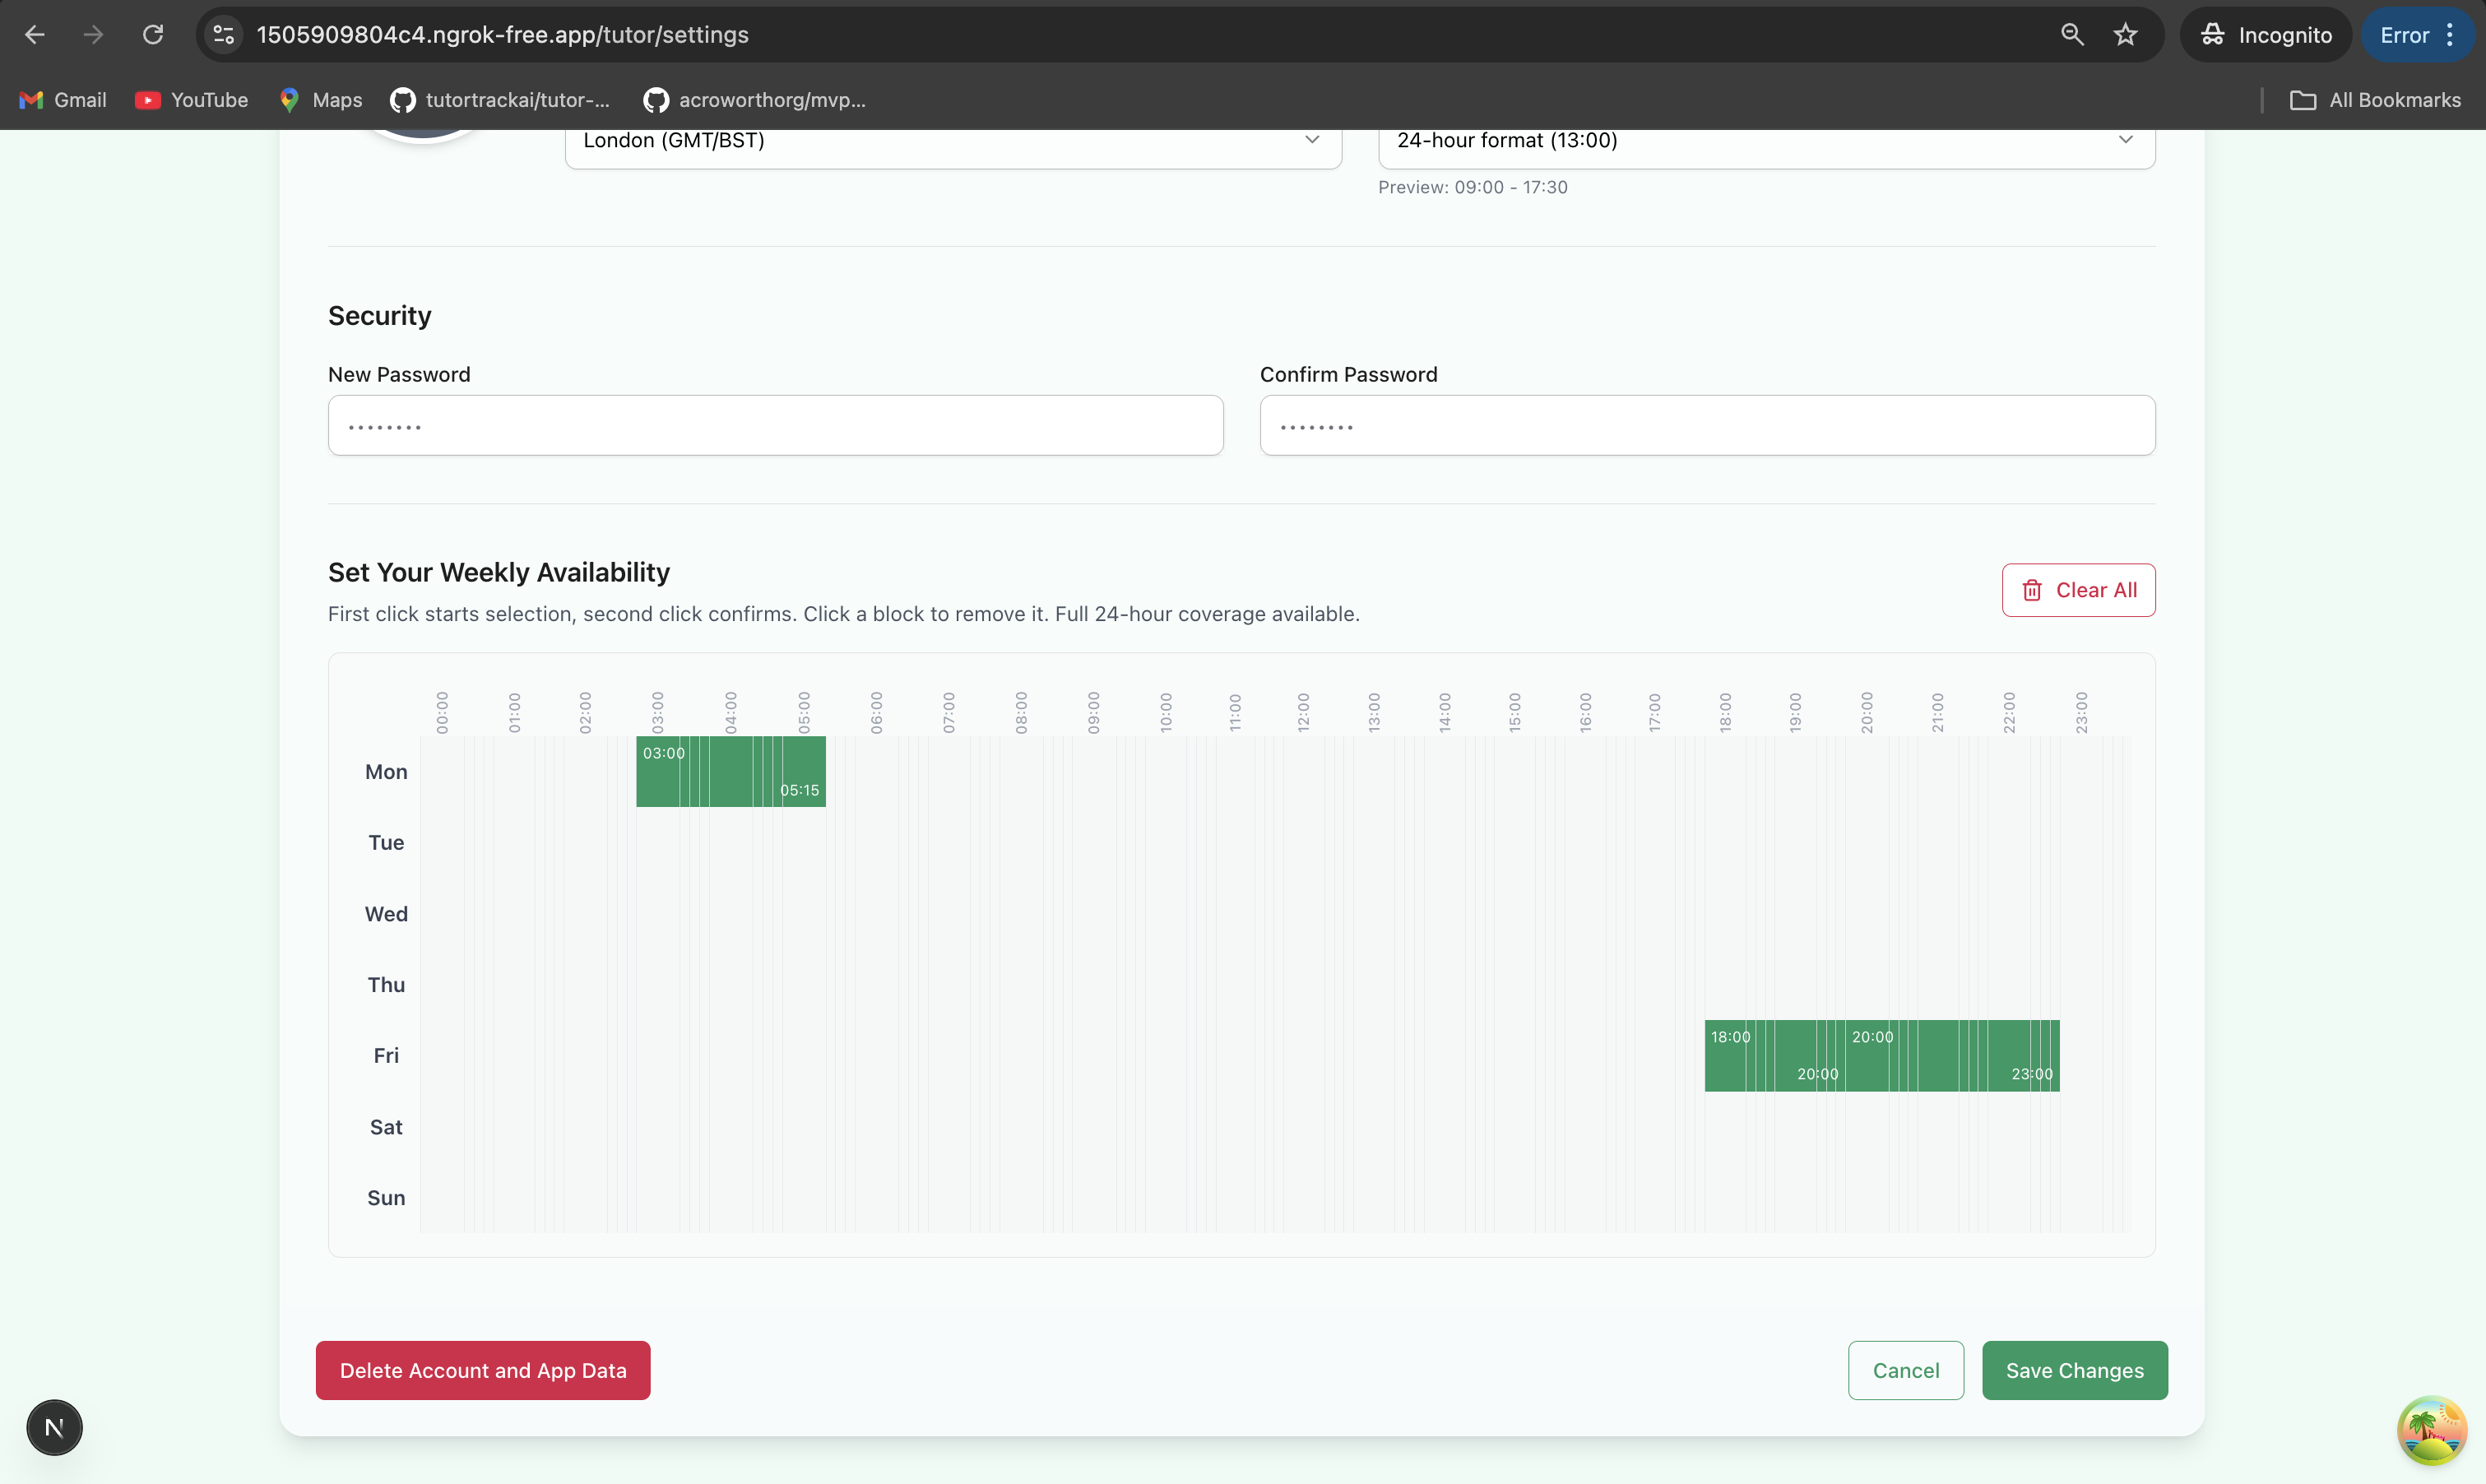 1505909804c4.ngrok-free.app/tutor/settings
Incognito
Error
Gmail
YouTube
Maps
tutortrackai/tutor-...
acroworthorg/mvp...
All Bookmarks
London (GMT/BST)
24-hour format (13:00)
Preview: 09:00 - 17:30
Security
New Password
Confirm Password
Set Your Weekly Availability
Clear All
First click starts selection, second click confirms. Click a block to remove it. Full 24-hour coverage available.
00:00 01:00 02:00 03:00 04:00 05:00 06:00 07:00 08:00 09:00 10:00 11:00 12:00 13:00 14:00 15:00 16:00 17:00 18:00 19:00 20:00 21:00 22:00 23:00
Mon
03:00
05:15
Tue
Wed
Thu
Fri
18:00 20:00
20:00 23:00
Sat
Sun
Delete Account and App Data
Cancel
Save Changes
N